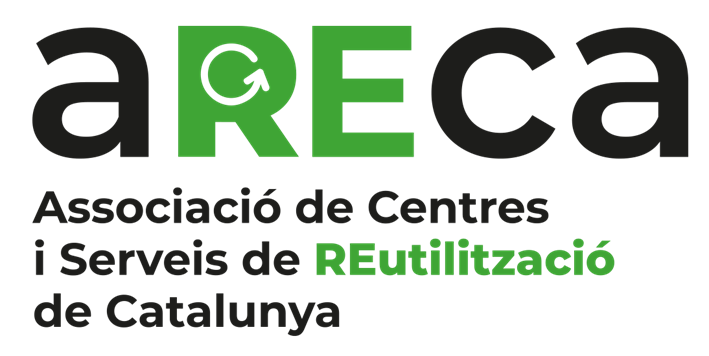 aREca
Associació de Centres
i Serveis de REutilització
de Catalunya